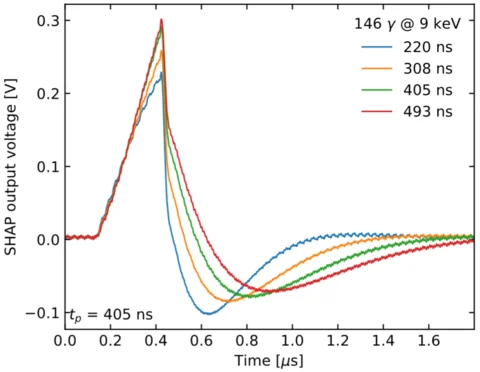 146 γ @ 9 keV
220 ns
308 ns
405 ns
493 ns
SHAP output voltage [V]
0.3
0.2
0.1
0.0
−0.1
tp = 405 ns
0.0 0.2 0.4 0.6 0.8 1.0 1.2 1.4 1.6
Time [μs]